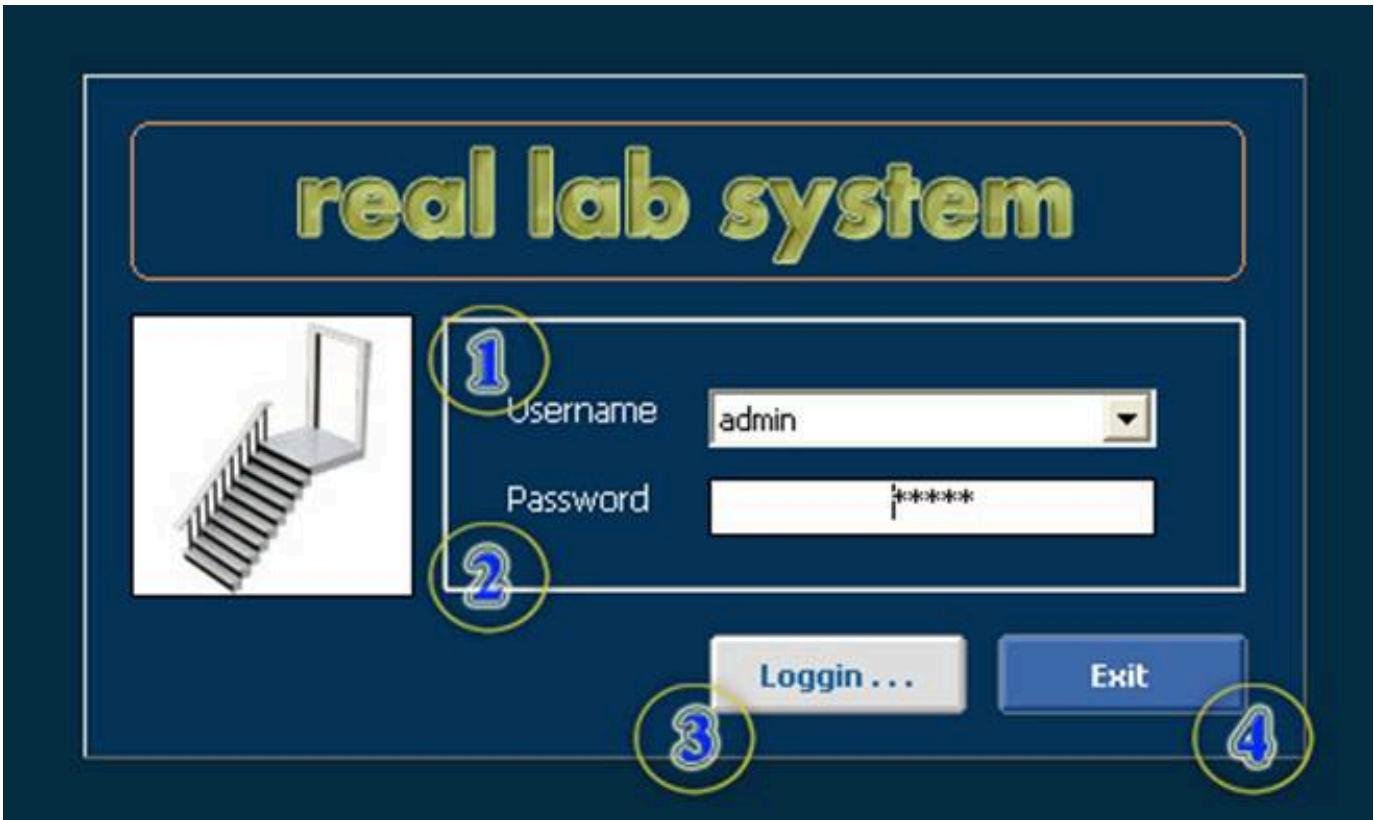 real lab system
1
Username
admin
Password
*****
2
Loggin ...
Exit
3
4